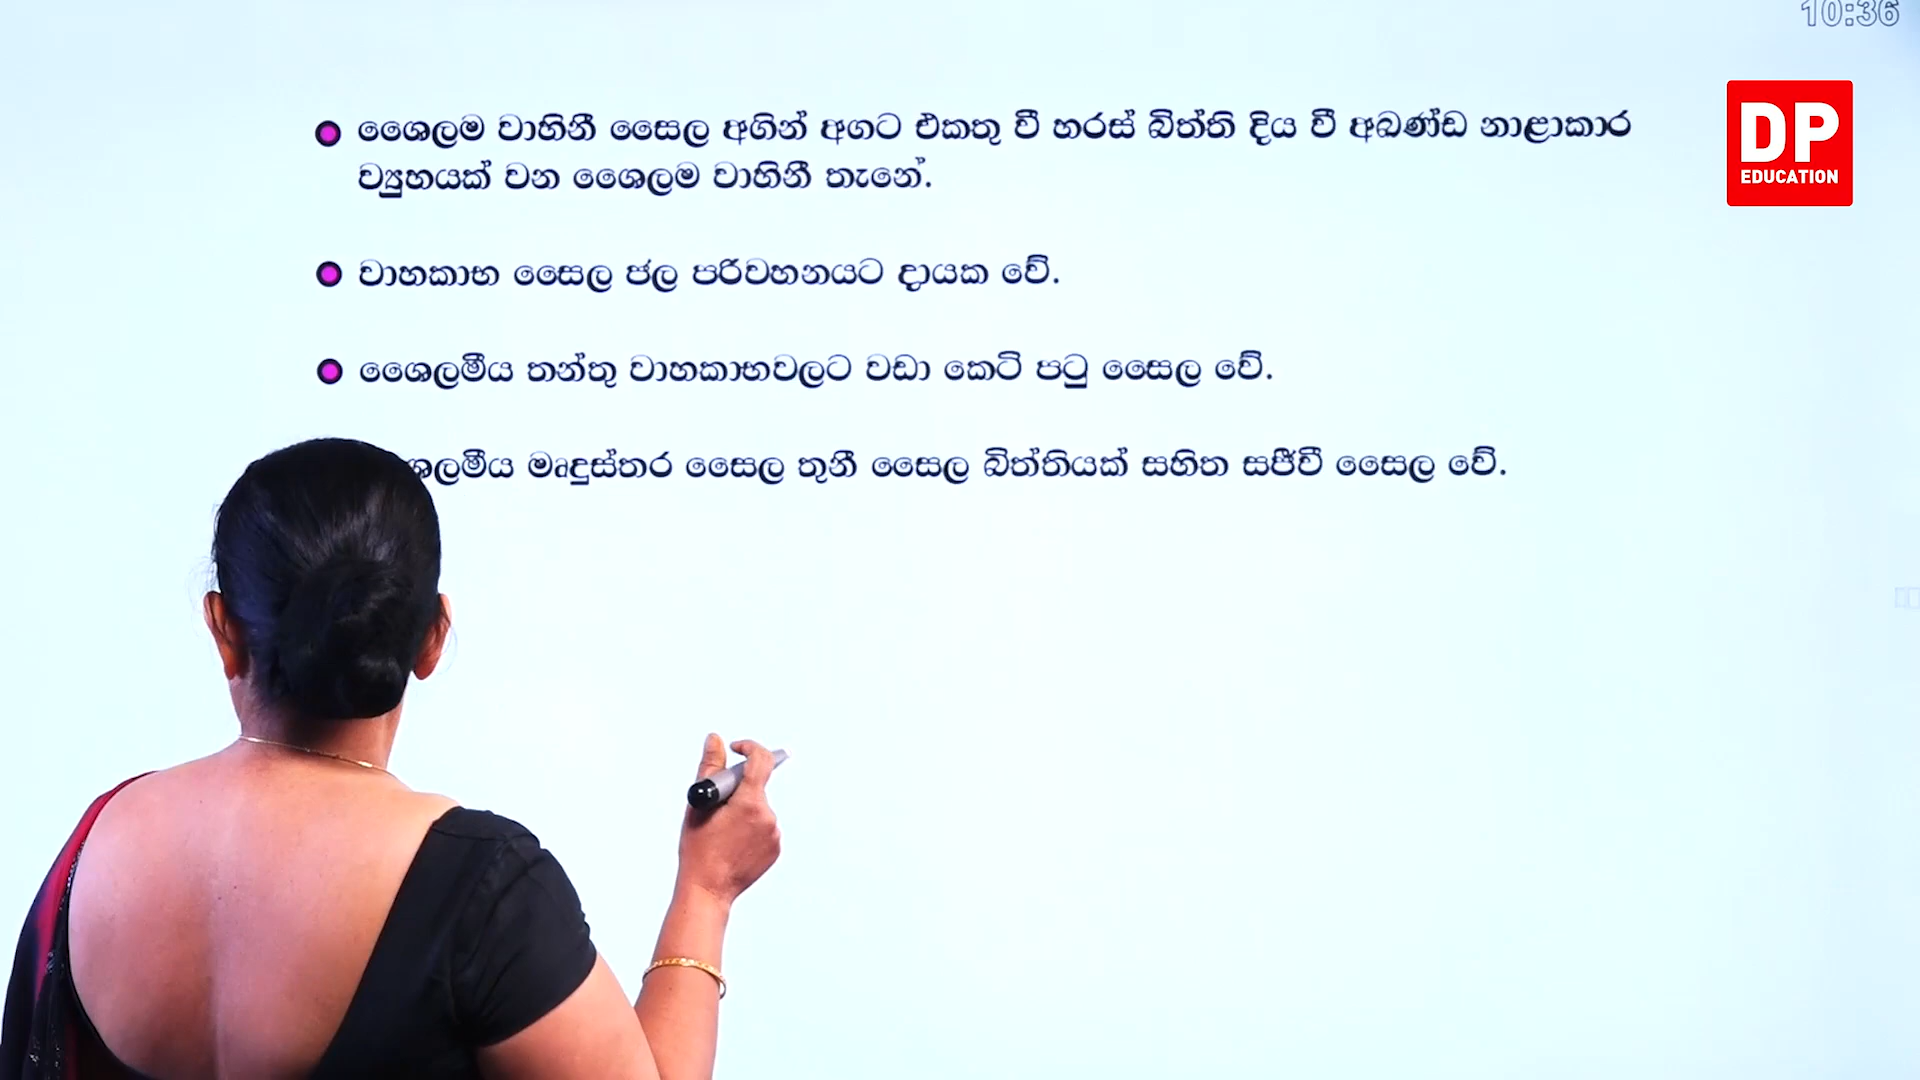 10:36
DP
EDUCATION
ශෛලම වාහිනී සෛල අගින් අගට එකතු වී හරස් බිත්ති දිය වී අඛණ්ඩ නාළාකාර
ව්‍යුහයක් වන ශෛලම වාහිනී තැනේ.
වාහකාභ සෛල ජල පරිවහනයට දායක වේ.
ශෛලමීය තන්තු වාහකාභවලට වඩා කෙටි පටු සෛල වේ.
මෘදුස්තර සෛල තුනී සෛල බිත්තියක් සහිත සජීවී සෛල වේ.